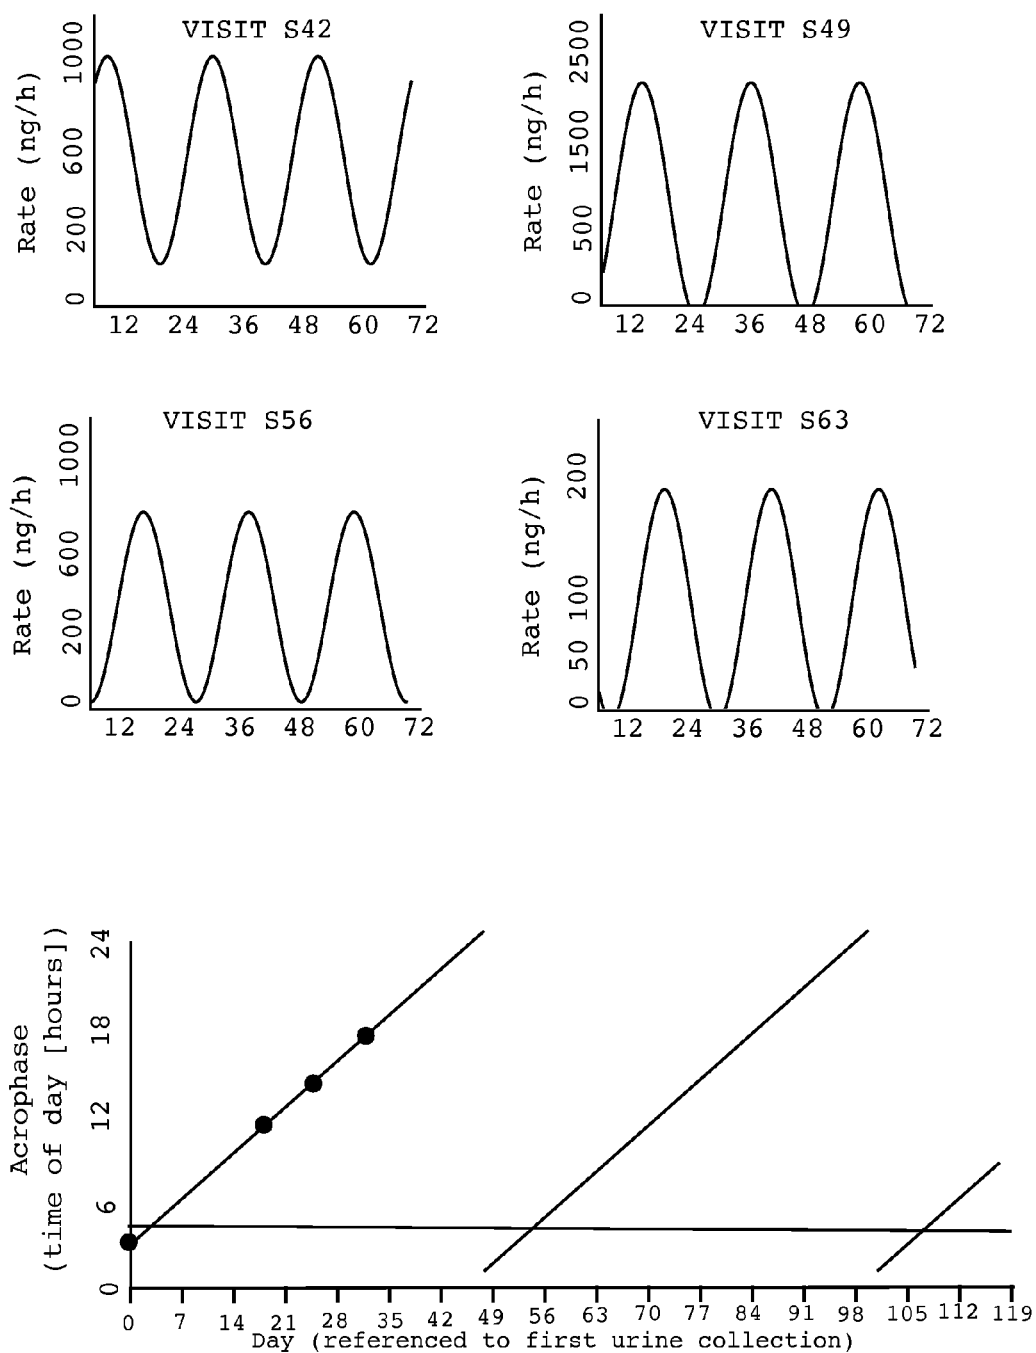 VISIT S42
Rate (ng/h)
1000
600
200
0
12 24 36 48 60 72
VISIT S49
Rate (ng/h)
2500
1500
500
0
12 24 36 48 60 72
VISIT S56
Rate (ng/h)
1000
600
200
0
12 24 36 48 60 72
VISIT S63
Rate (ng/h)
200
100
50
0
12 24 36 48 60 72
Acrophase
(time of day [hours])
24
18
12
6
0
0 7 14 21 28 35 42 49 56 63 70 77 84 91 98 105 112 119
Day (referenced to first urine collection)